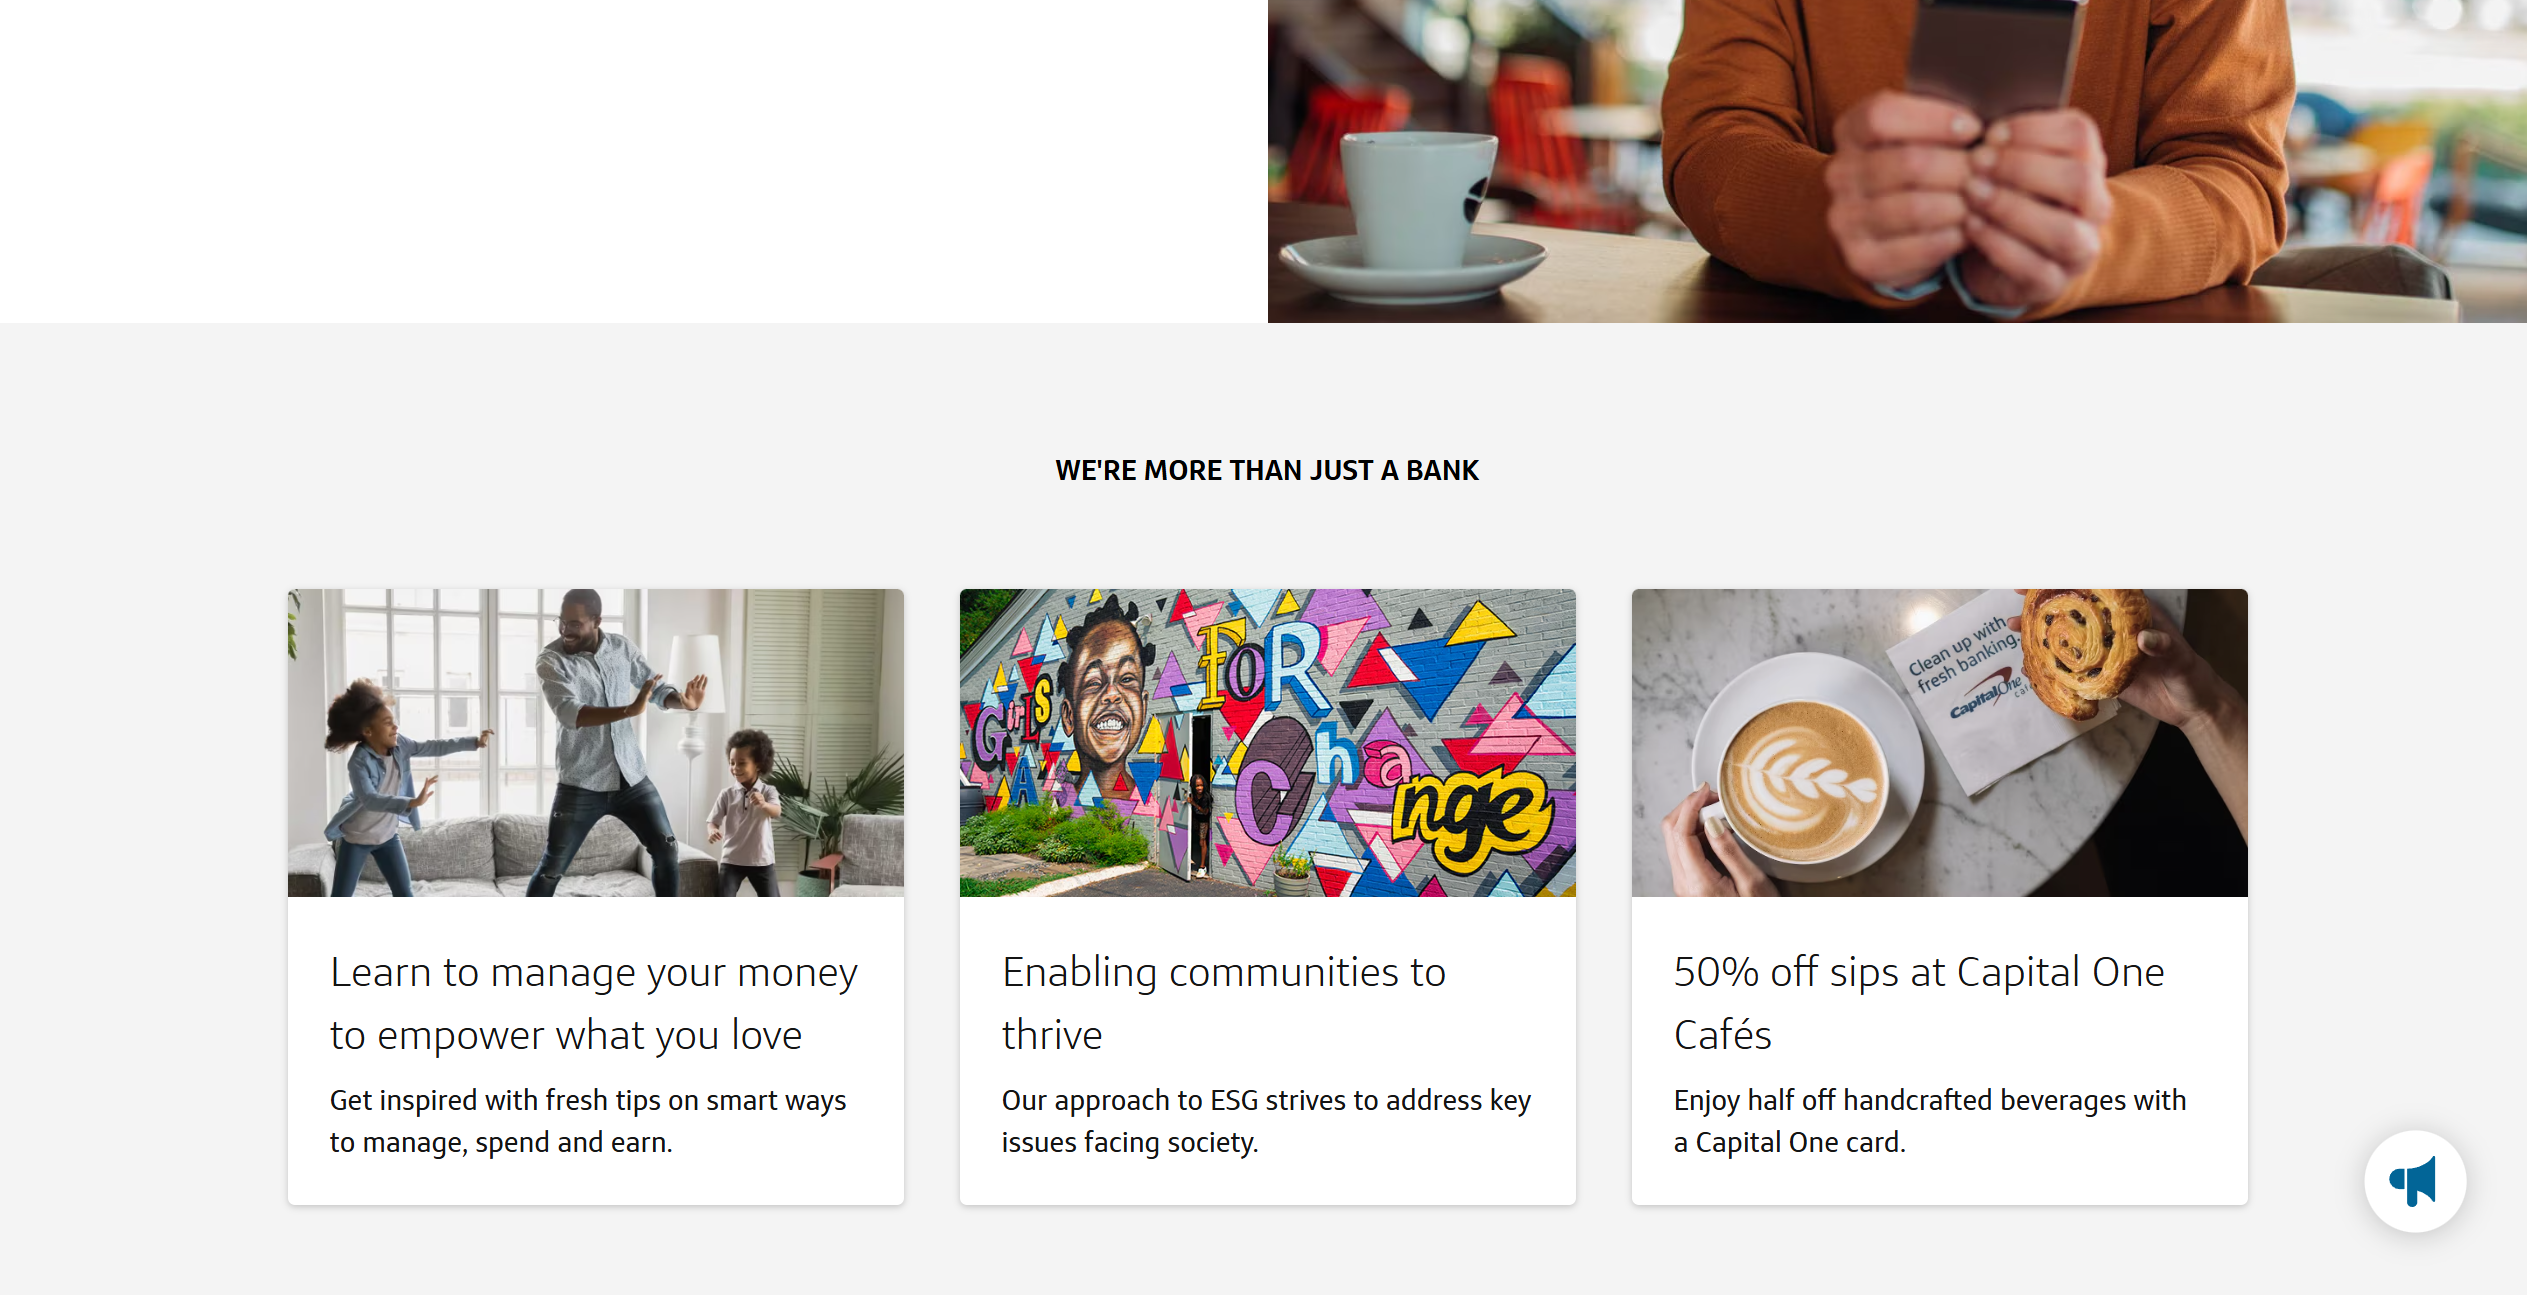 WE'RE MORE THAN JUST A BANK
GirLS
FOR
A
Change
Clean up with
fresh banking.
Capital One
Learn to manage your money
to empower what you love
Get inspired with fresh tips on smart ways
to manage, spend and earn.
Enabling communities to
thrive
Our approach to ESG strives to address key
issues facing society.
50% off sips at Capital One
Cafés
Enjoy half off handcrafted beverages with
a Capital One card.